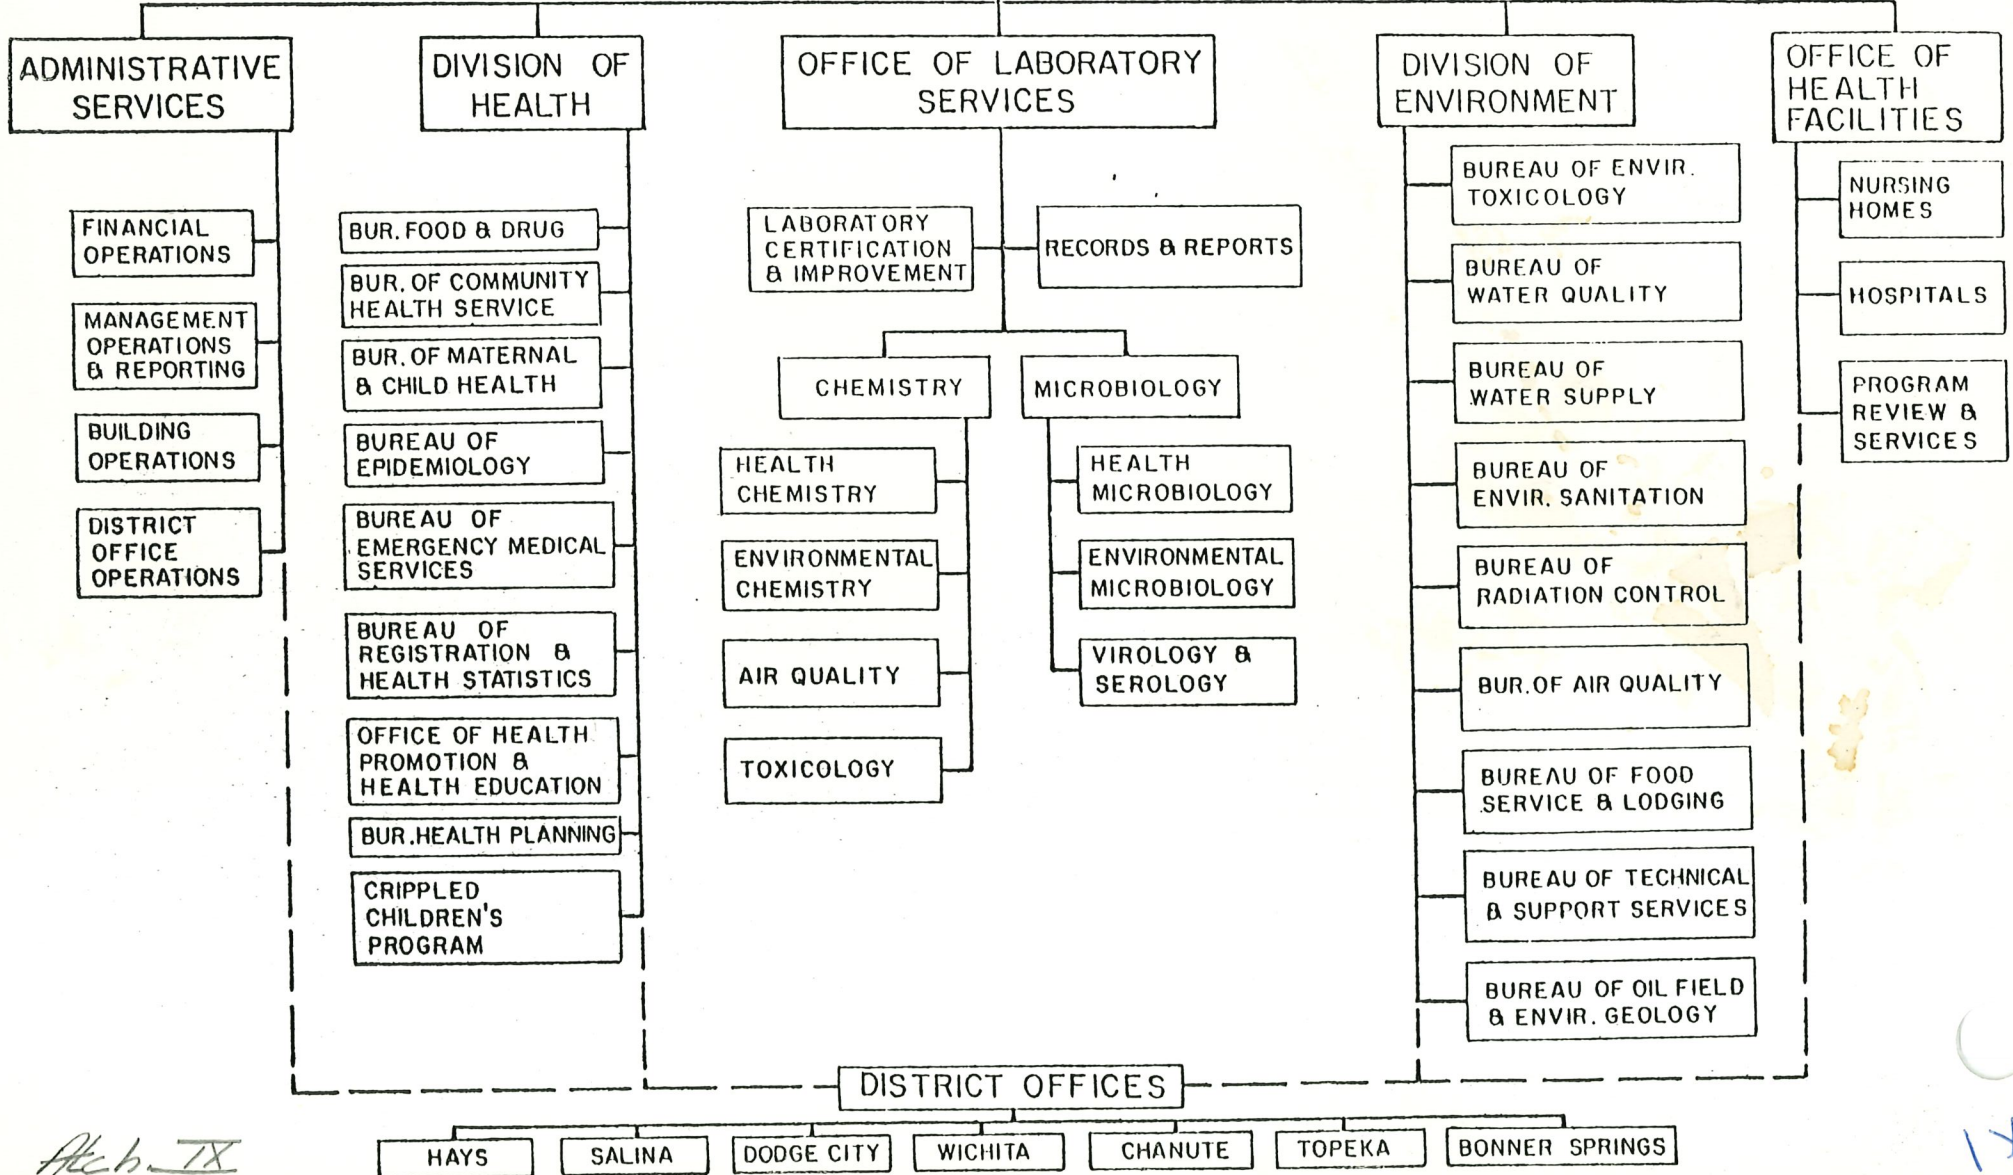 ADMINISTRATIVE
SERVICES
FINANCIAL
OPERATIONS
MANAGEMENT
OPERATIONS
& REPORTING
BUILDING
OPERATIONS
DISTRICT
OFFICE
OPERATIONS
DIVISION OF
HEALTH
BUR. FOOD & DRUG
BUR. OF COMMUNITY
HEALTH SERVICE
BUR. OF MATERNAL
& CHILD HEALTH
BUREAU OF
EPIDEMIOLOGY
BUREAU OF
EMERGENCY MEDICAL
SERVICES
BUREAU OF
REGISTRATION &
HEALTH STATISTICS
OFFICE OF HEALTH
PROMOTION &
HEALTH EDUCATION
BUR. HEALTH PLANNING
CRIPPLED
CHILDREN'S
PROGRAM
OFFICE OF LABORATORY
SERVICES
LABORATORY
CERTIFICATION
& IMPROVEMENT
RECORDS & REPORTS
CHEMISTRY
HEALTH
CHEMISTRY
ENVIRONMENTAL
CHEMISTRY
AIR QUALITY
TOXICOLOGY
MICROBIOLOGY
HEALTH
MICROBIOLOGY
ENVIRONMENTAL
MICROBIOLOGY
VIROLOGY &
SEROLOGY
DIVISION OF
ENVIRONMENT
BUREAU OF ENVIR.
TOXICOLOGY
BUREAU OF
WATER QUALITY
BUREAU OF
WATER SUPPLY
BUREAU OF
ENVIR. SANITATION
BUREAU OF
RADIATION CONTROL
BUR. OF AIR QUALITY
BUREAU OF FOOD
SERVICE & LODGING
BUREAU OF TECHNICAL
& SUPPORT SERVICES
BUREAU OF OIL FIELD
& ENVIR. GEOLOGY
OFFICE OF
HEALTH
FACILITIES
NURSING
HOMES
HOSPITALS
PROGRAM
REVIEW &
SERVICES
DISTRICT OFFICES
HAYS
SALINA
DODGE CITY
WICHITA
CHANUTE
TOPEKA
BONNER SPRINGS
Atch. IX